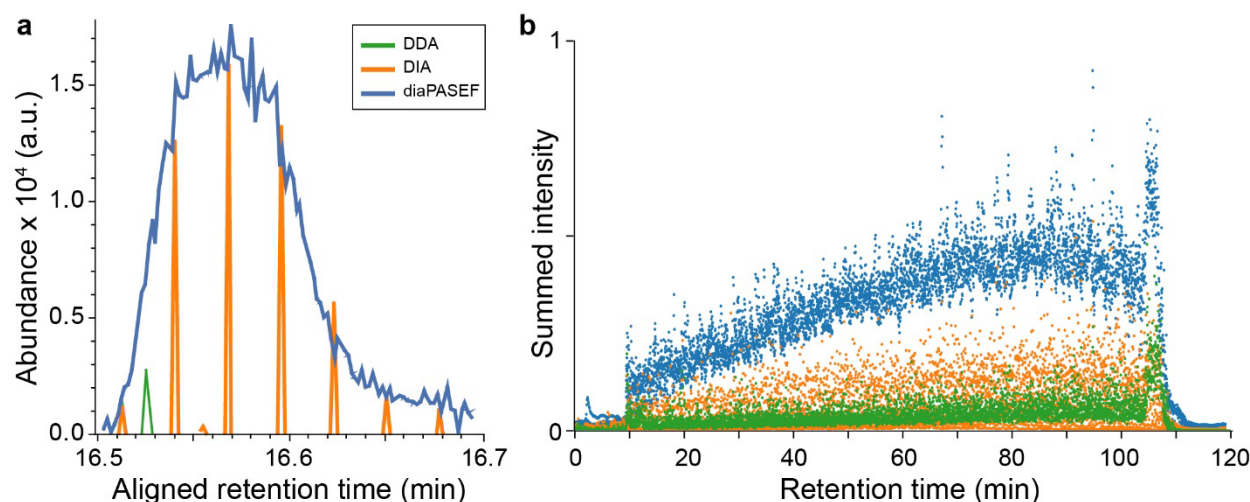 a
DDA
DIA
diaPASEF
Abundance x 10⁴ (a.u.)
1.5
1.0
0.5
0.0
16.5 16.6 16.7
Aligned retention time (min)
b
Summed intensity
1
0
0 20 40 60 80 100 120
Retention time (min)